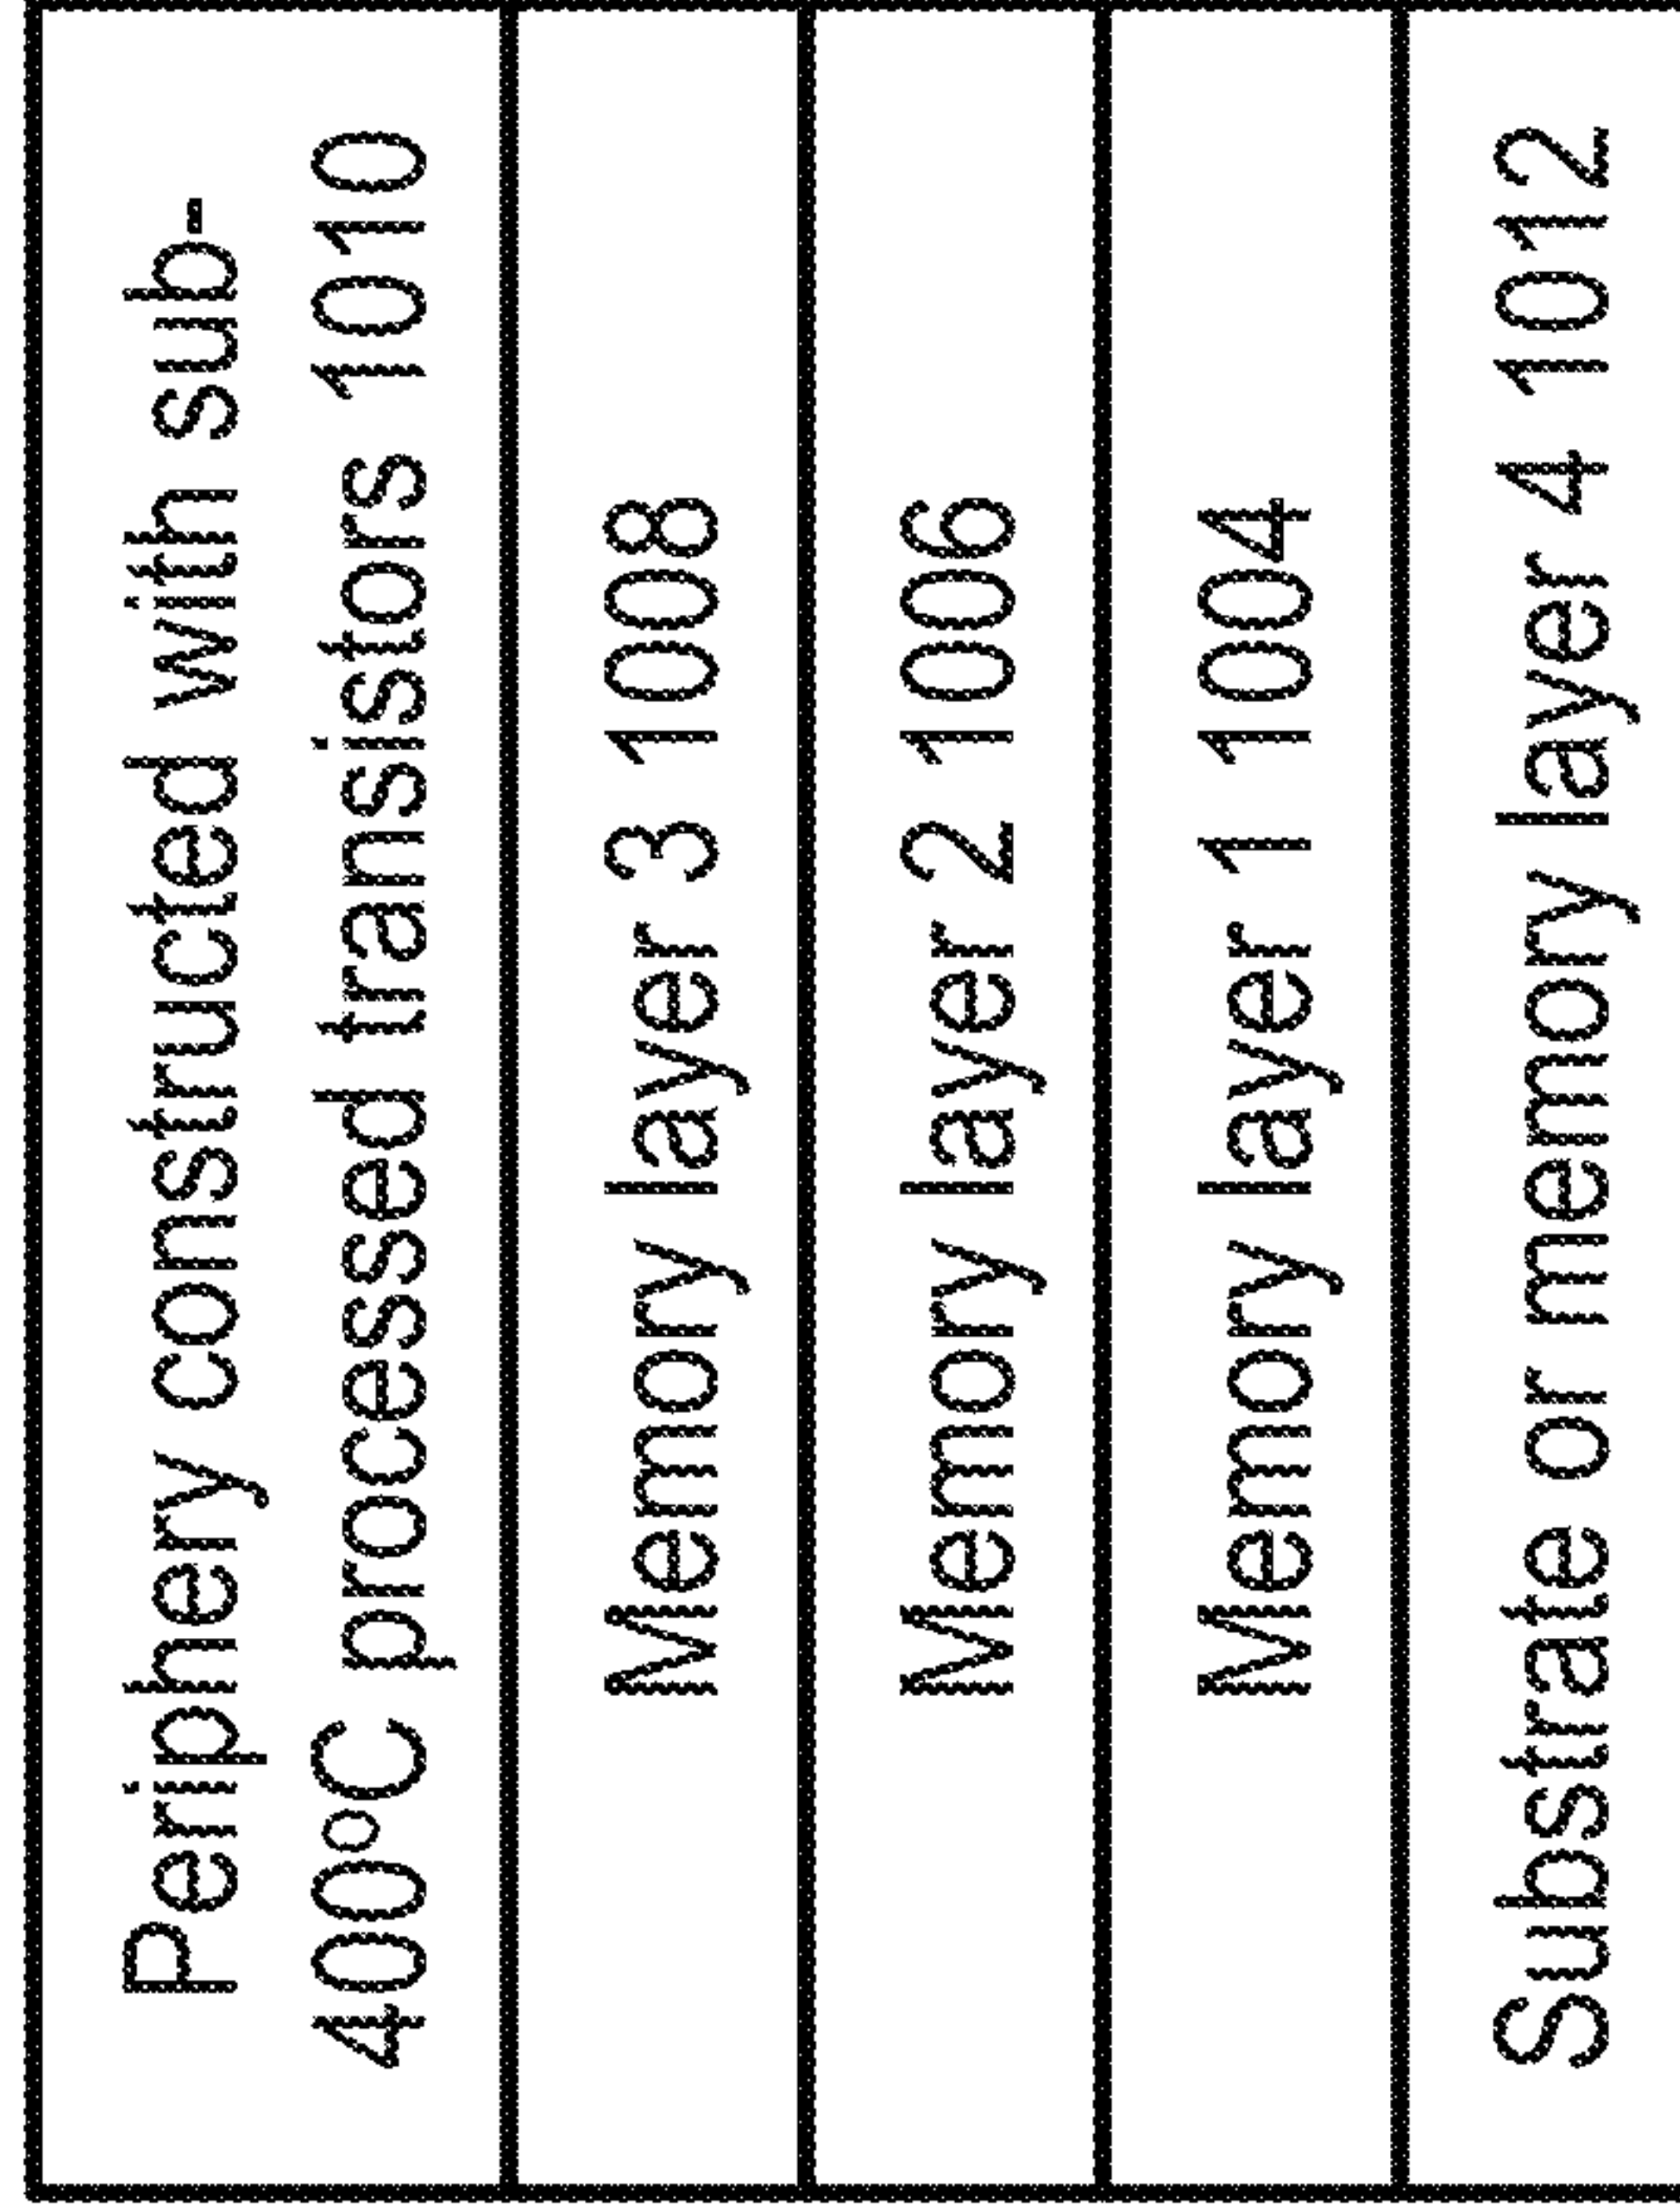 Periphery constructed with sub-
400ºC processed transistors 1010
Memory layer 3 1008
Memory layer 2 1006
Memory layer 1 1004
Substrate or memory layer 4 1012